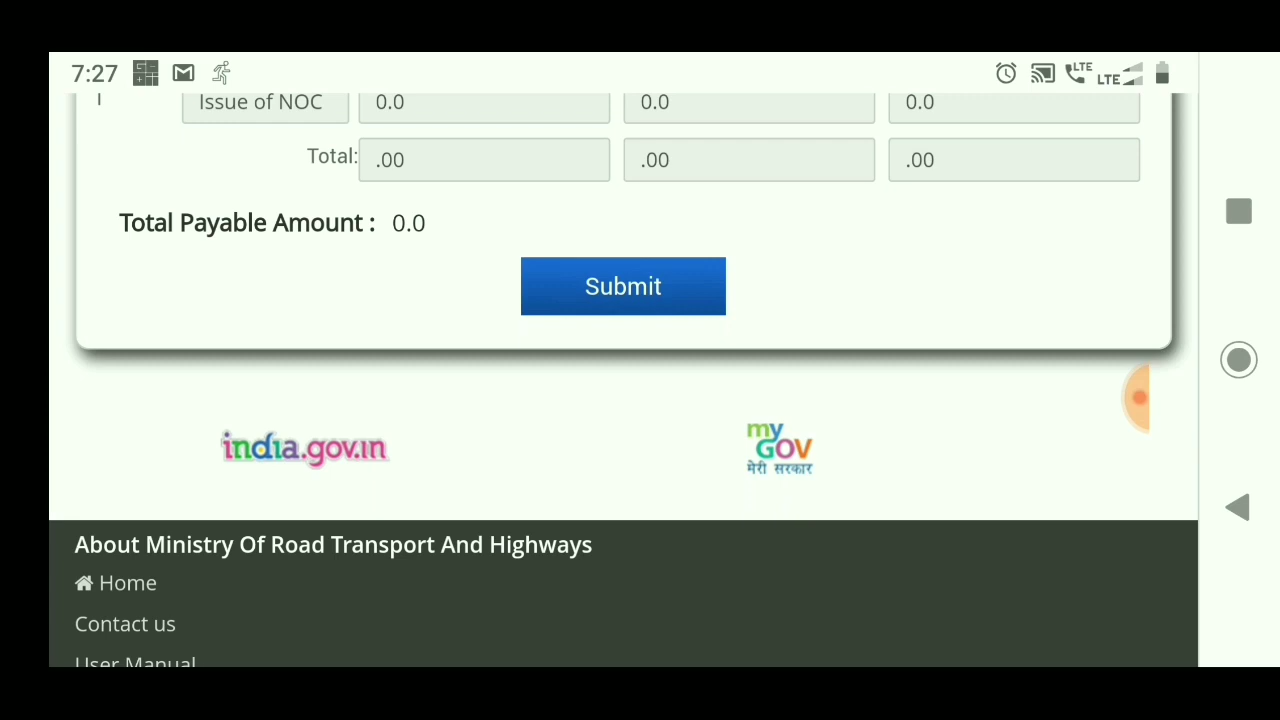 7:27 LTE LTE
Issue of NOC 0.0 0.0 0.0
Total: .00 .00 .00
Total Payable Amount : 0.0
Submit
india.gov.in
my
GOV
मेरी सरकार
About Ministry Of Road Transport And Highways
Home
Contact us
User Manual